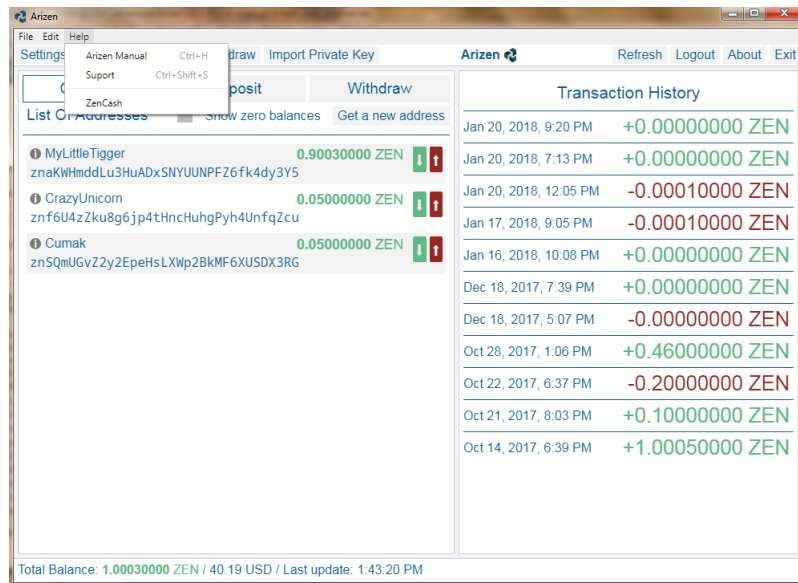 Arizen
File Edit Help
Settings draw Import Private Key Arizen Refresh Logout About Exit
Arizen Manual Ctrl+H
Suport Ctrl+Shift+S
ZenCash
posit Withdraw
List Of Addresses Show zero balances Get a new address
MyLittleTigger 0.90030000 ZEN
znaKWHmddLu3HuADxSNYUUNPFZ6fk4dy3Y5
CrazyUnicorn 0.05000000 ZEN
znf6U4zZku8g6jp4tHncHuhgPyh4UnfqZcu
Cumak 0.05000000 ZEN
znSQmUGvZ2y2EpeHsLXWp2BkMF6XUSDX3RG
Transaction History
Jan 20, 2018, 9:20 PM +0.00000000 ZEN
Jan 20, 2018, 7:13 PM +0.00000000 ZEN
Jan 20, 2018, 12:05 PM -0.00010000 ZEN
Jan 17, 2018, 9:05 PM -0.00010000 ZEN
Jan 16, 2018, 10:08 PM +0.00000000 ZEN
Dec 18, 2017, 7:39 PM +0.00000000 ZEN
Dec 18, 2017, 5:07 PM -0.00000000 ZEN
Oct 28, 2017, 1:06 PM +0.46000000 ZEN
Oct 22, 2017, 6:37 PM -0.20000000 ZEN
Oct 21, 2017, 8:03 PM +0.10000000 ZEN
Oct 14, 2017, 6:39 PM +1.00050000 ZEN
Total Balance: 1.00030000 ZEN / 40.19 USD / Last update: 1:43:20 PM